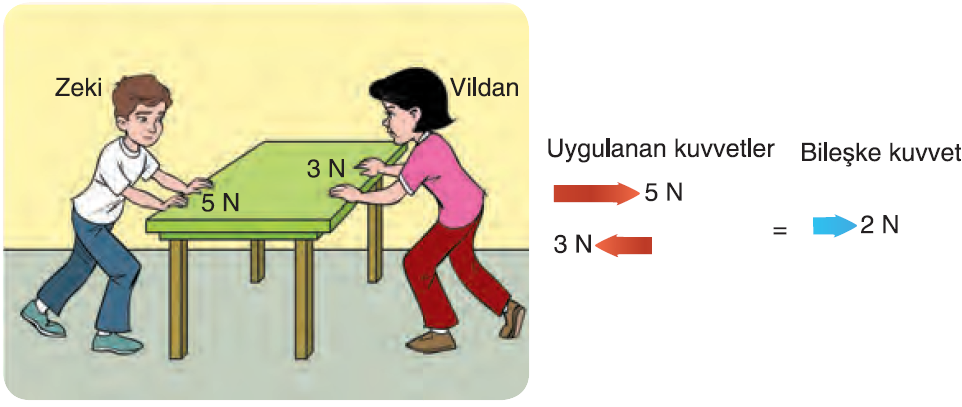 Zeki
Vildan
3 N
5 N
Uygulanan kuvvetler
Bileşke kuvvet
5 N
3 N
=
2 N